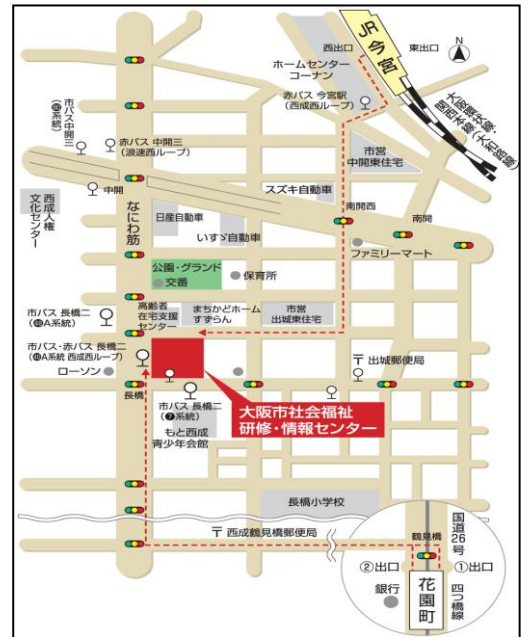 JR今宮
西出口
東出口
N
ホームセンター
コーナン
赤バス 今宮駅
(西成西ループ)
大阪環状線・
関西本線(大和路線)
市バス中開三
赤バス 中開三
(浪速西ループ)
中開
市営
中開東住宅
スズキ自動車
西成人権
文化センター
なにわ筋
日産自動車
いすゞ自動車
南開西
南開
ファミリーマート
公園・グランド
交番
保育所
市バス 長橋二
高齢者
在宅支援
センター
まちかどホーム
すずらん
市営
出城東住宅
市バス・赤バス 長橋二
ローソン
長橋
〒出城郵便局
市バス 長橋二
(❼系統)
大阪市社会福祉
研修・情報センター
もと西成
青少年会館
長橋小学校
〒西成鶴見橋郵便局
鶴見橋
国道26号
②出口
①出口
銀行
花園町
四つ橋線